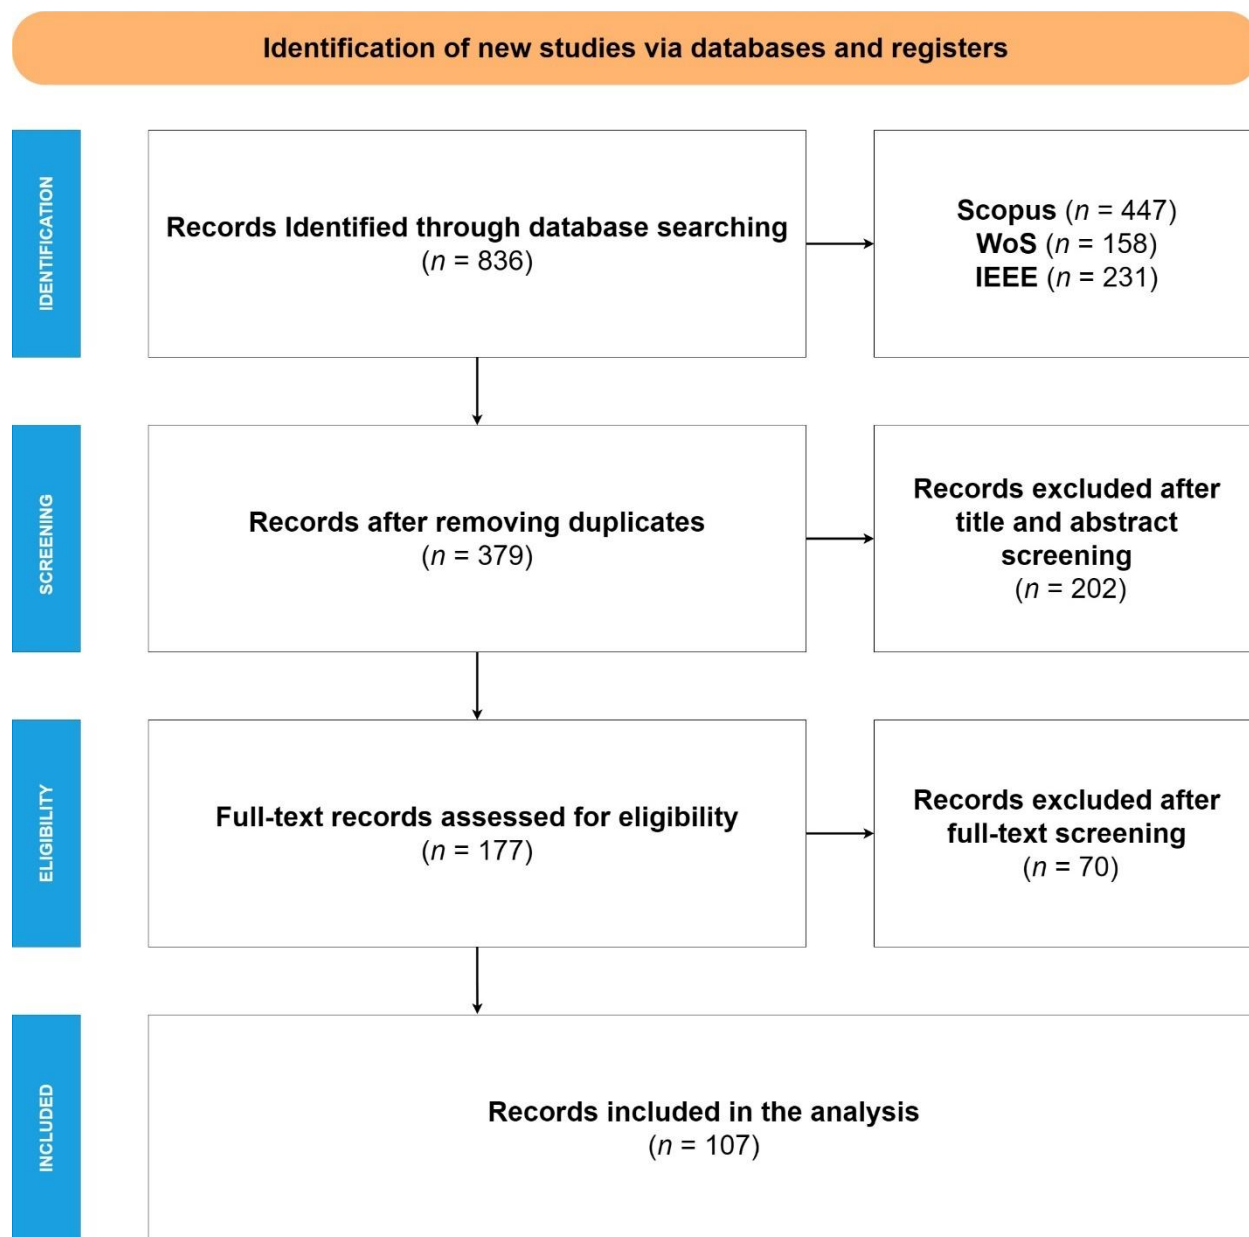 Identification of new studies via databases and registers
IDENTIFICATION
Records Identified through database searching
(n = 836)
Scopus (n = 447)
WoS (n = 158)
IEEE (n = 231)
SCREENING
Records after removing duplicates
(n = 379)
Records excluded after
title and abstract
screening
(n = 202)
ELIGIBILITY
Full-text records assessed for eligibility
(n = 177)
Records excluded after
full-text screening
(n = 70)
INCLUDED
Records included in the analysis
(n = 107)